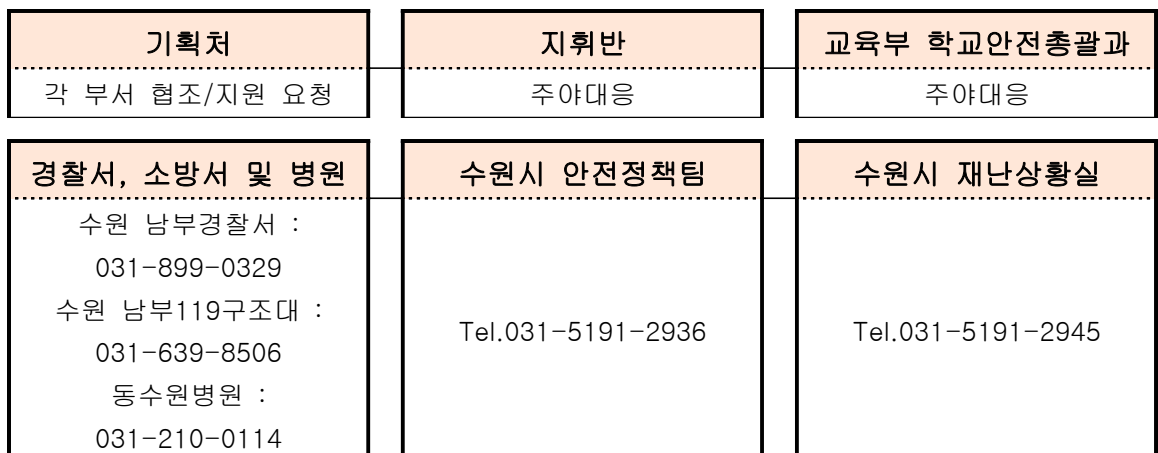 기획처
각 부서 협조/지원 요청
지휘반
주야대응
교육부 학교안전총괄과
주야대응
경찰서, 소방서 및 병원
수원 남부경찰서 :
031-899-0329
수원 남부119구조대 :
031-639-8506
동수원병원 :
031-210-0114
수원시 안전정책팀
Tel.031-5191-2936
수원시 재난상황실
Tel.031-5191-2945